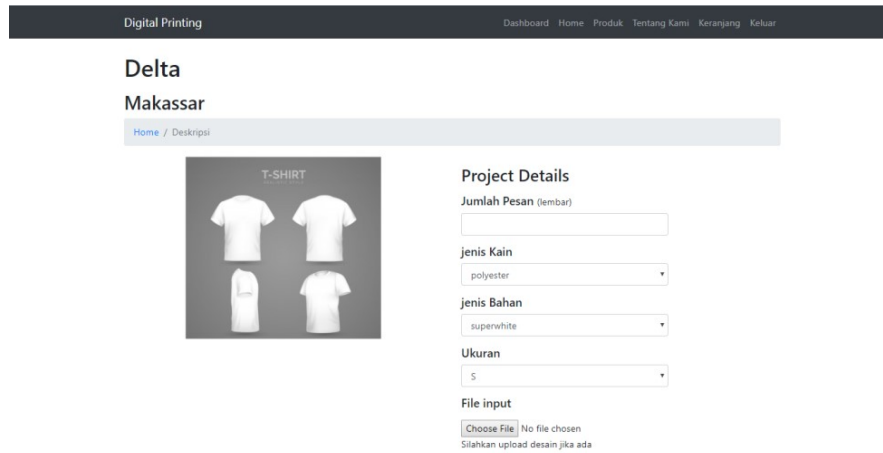 Digital Printing
Dashboard Home Produk Tentang Kami Keranjang Keluar
Delta
Makassar
Home / Deskripsi
T-SHIRT
Project Details
Jumlah Pesan (lembar)
jenis Kain
polyester
jenis Bahan
superwhite
Ukuran
S
File input
Choose File No file chosen
Silahkan upload desain jika ada